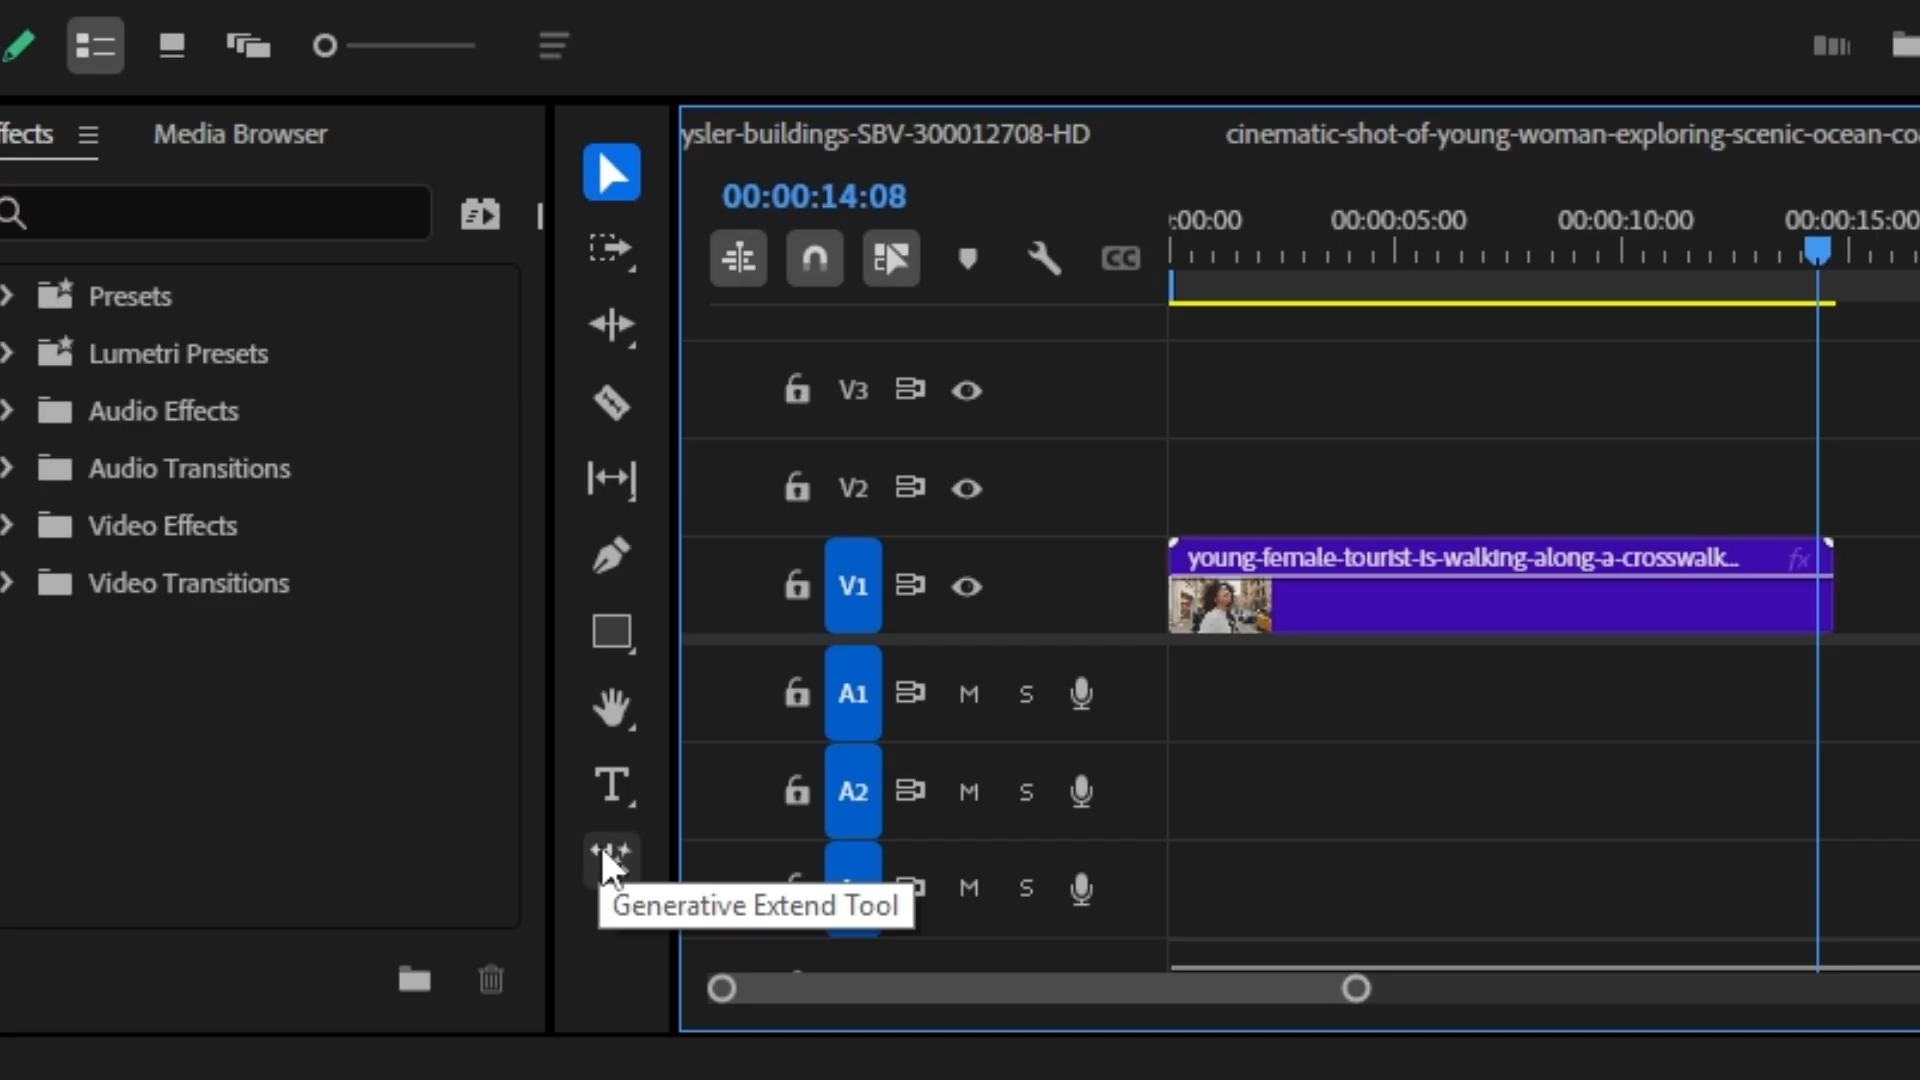 ffects
Media Browser
Presets
Lumetri Presets
Audio Effects
Audio Transitions
Video Effects
Video Transitions
T
Generative Extend Tool
ysler-buildings-SBV-300012708-HD
cinematic-shot-of-young-woman-exploring-scenic-ocean-co
00:00:14:08
CC
:00:00
00:00:05:00
00:00:10:00
00:00:15:00
V3
V2
V1
young-female-tourist-is-walking-along-a-crosswalk...
fx
A1
M
S
A2
M
S
M
S